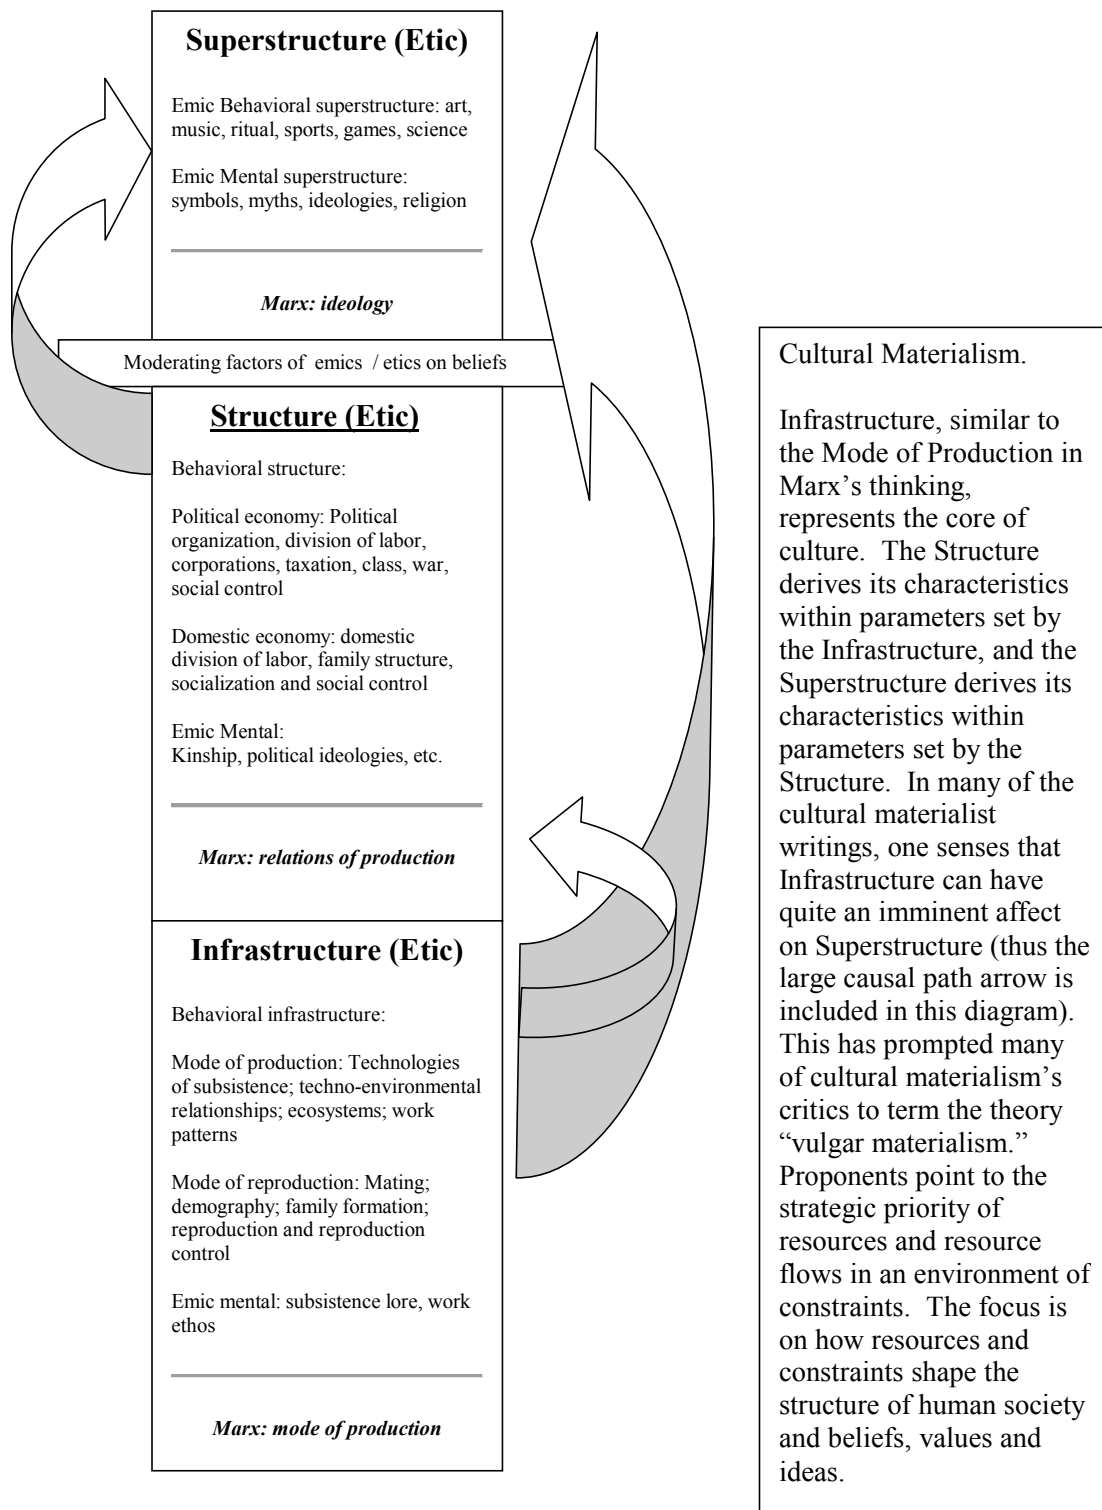 Superstructure (Etic)
Emic Behavioral superstructure: art,
music, ritual, sports, games, science
Emic Mental superstructure:
symbols, myths, ideologies, religion
Marx: ideology
Moderating factors of emics / etics on beliefs
Structure (Etic)
Behavioral structure:
Political economy: Political
organization, division of labor,
corporations, taxation, class, war,
social control
Domestic economy: domestic
division of labor, family structure,
socialization and social control
Emic Mental:
Kinship, political ideologies, etc.
Marx: relations of production
Infrastructure (Etic)
Behavioral infrastructure:
Mode of production: Technologies
of subsistence; techno-environmental
relationships; ecosystems; work
patterns
Mode of reproduction: Mating;
demography; family formation;
reproduction and reproduction
control
Emic mental: subsistence lore, work
ethos
Marx: mode of production
Cultural Materialism.
Infrastructure, similar to
the Mode of Production in
Marx’s thinking,
represents the core of
culture. The Structure
derives its characteristics
within parameters set by
the Infrastructure, and the
Superstructure derives its
characteristics within
parameters set by the
Structure. In many of the
cultural materialist
writings, one senses that
Infrastructure can have
quite an imminent affect
on Superstructure (thus the
large causal path arrow is
included in this diagram).
This has prompted many
of cultural materialism’s
critics to term the theory
“vulgar materialism.”
Proponents point to the
strategic priority of
resources and resource
flows in an environment of
constraints. The focus is
on how resources and
constraints shape the
structure of human society
and beliefs, values and
ideas.